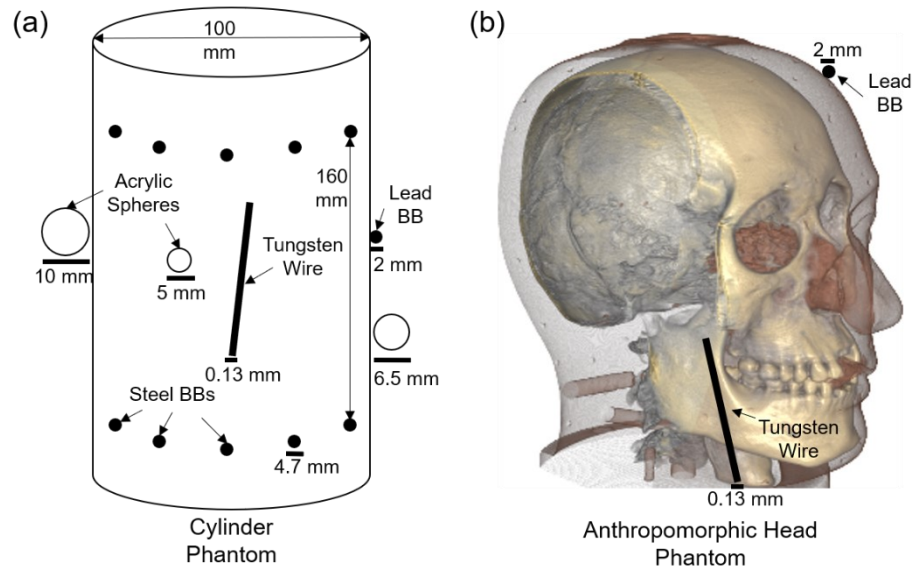 (a)
100
mm
Acrylic
Spheres
10 mm
5 mm
160
mm
Lead
BB
2 mm
Tungsten
Wire
0.13 mm
6.5 mm
Steel BBs
4.7 mm
Cylinder
Phantom
(b)
2 mm
Lead
BB
Tungsten
Wire
0.13 mm
Anthropomorphic Head
Phantom